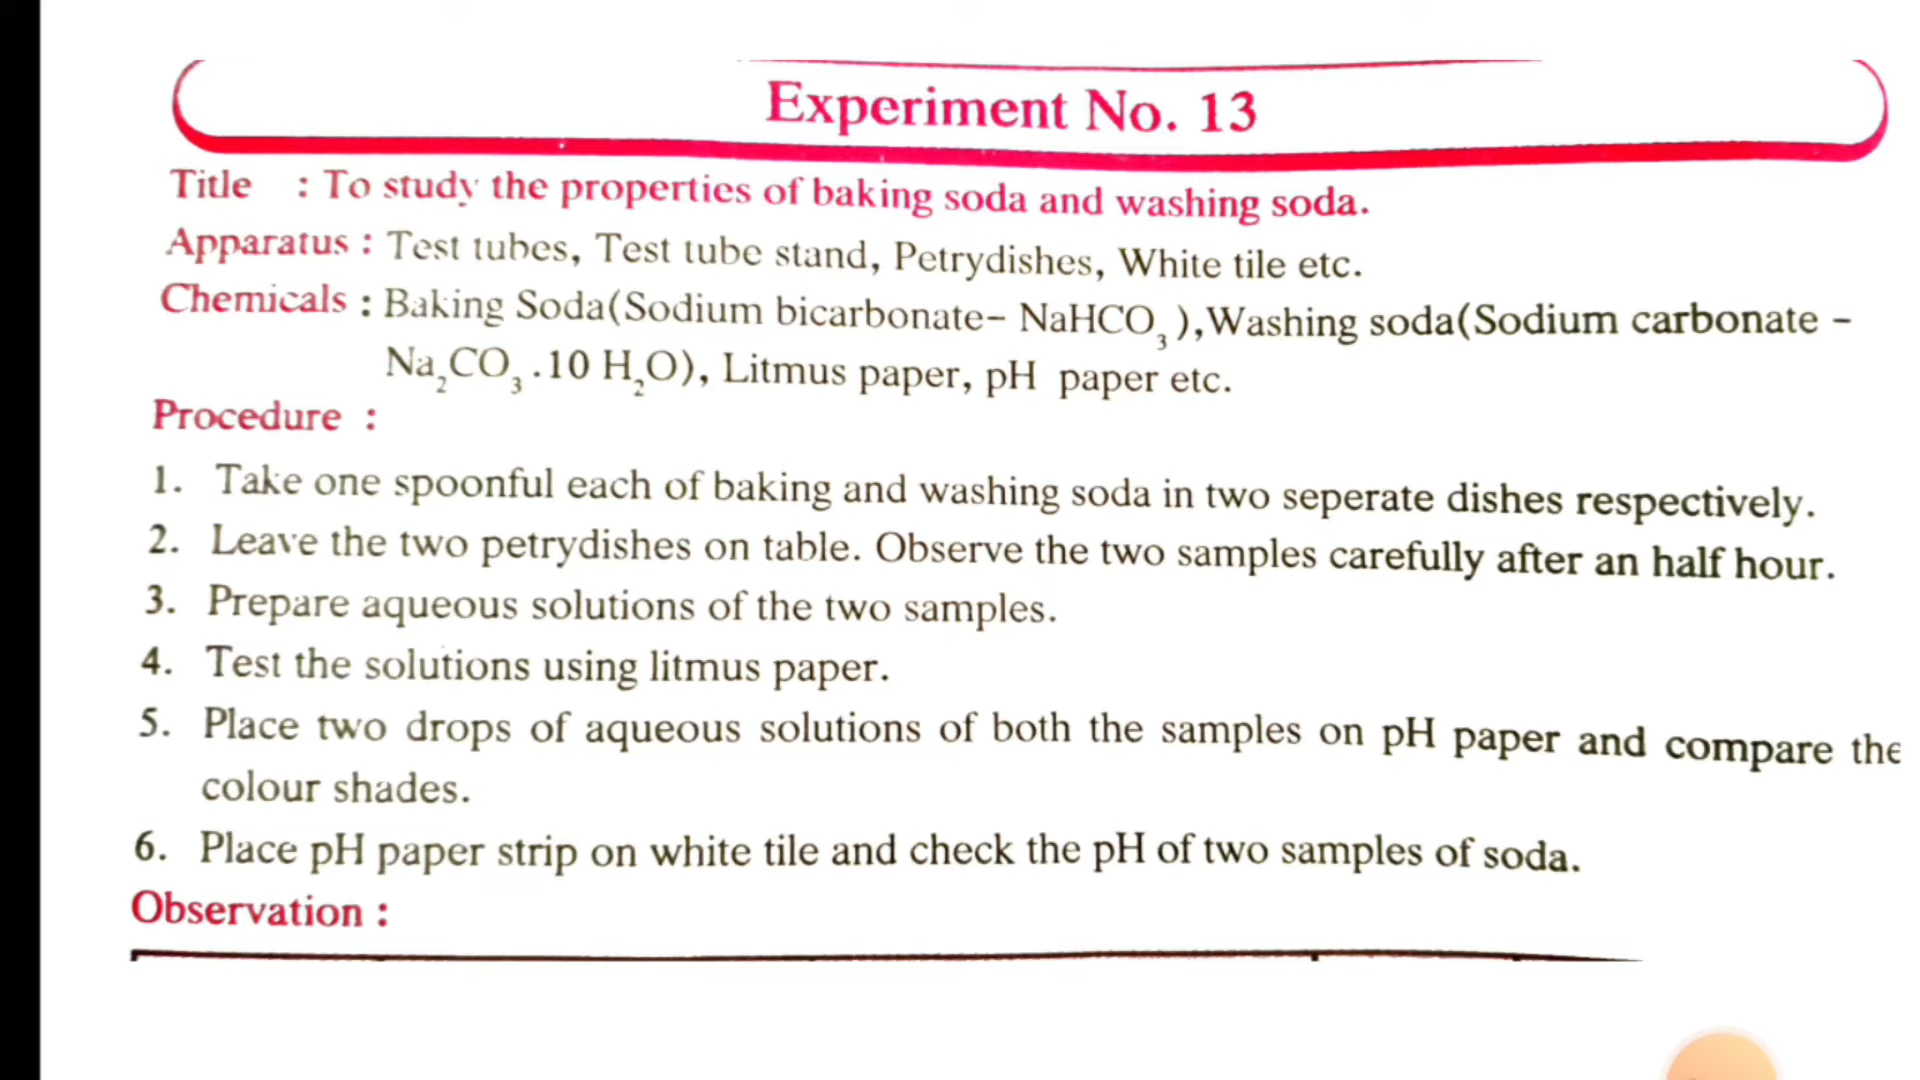 Experiment No. 13
Title : To study the properties of baking soda and washing soda.
Apparatus : Test tubes, Test tube stand, Petrydishes, White tile etc.
Chemicals : Baking Soda(Sodium bicarbonate– NaHCO₃ ),Washing soda(Sodium carbonate –
Na₂CO₃ .10 H₂O), Litmus paper, pH paper etc.
Procedure :
1. Take one spoonful each of baking and washing soda in two seperate dishes respectively.
2. Leave the two petrydishes on table. Observe the two samples carefully after an half hour.
3. Prepare aqueous solutions of the two samples.
4. Test the solutions using litmus paper.
5. Place two drops of aqueous solutions of both the samples on pH paper and compare the
colour shades.
6. Place pH paper strip on white tile and check the pH of two samples of soda.
Observation :